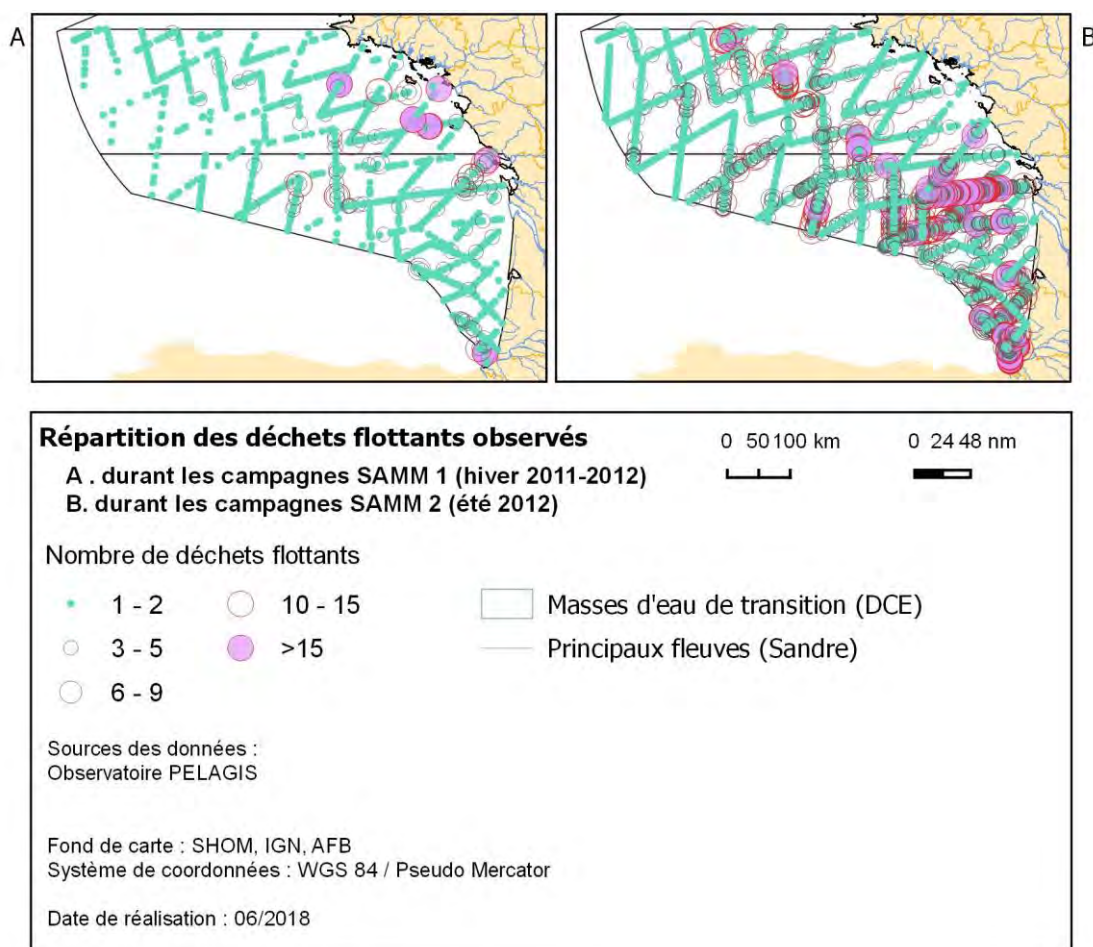 A
B
Répartition des déchets flottants observés
0 50 100 km
0 24 48 nm
A . durant les campagnes SAMM 1 (hiver 2011-2012)
B. durant les campagnes SAMM 2 (été 2012)
Nombre de déchets flottants
1 - 2
10 - 15
Masses d'eau de transition (DCE)
3 - 5
>15
Principaux fleuves (Sandre)
6 - 9
Sources des données :
Observatoire PELAGIS
Fond de carte : SHOM, IGN, AFB
Système de coordonnées : WGS 84 / Pseudo Mercator
Date de réalisation : 06/2018